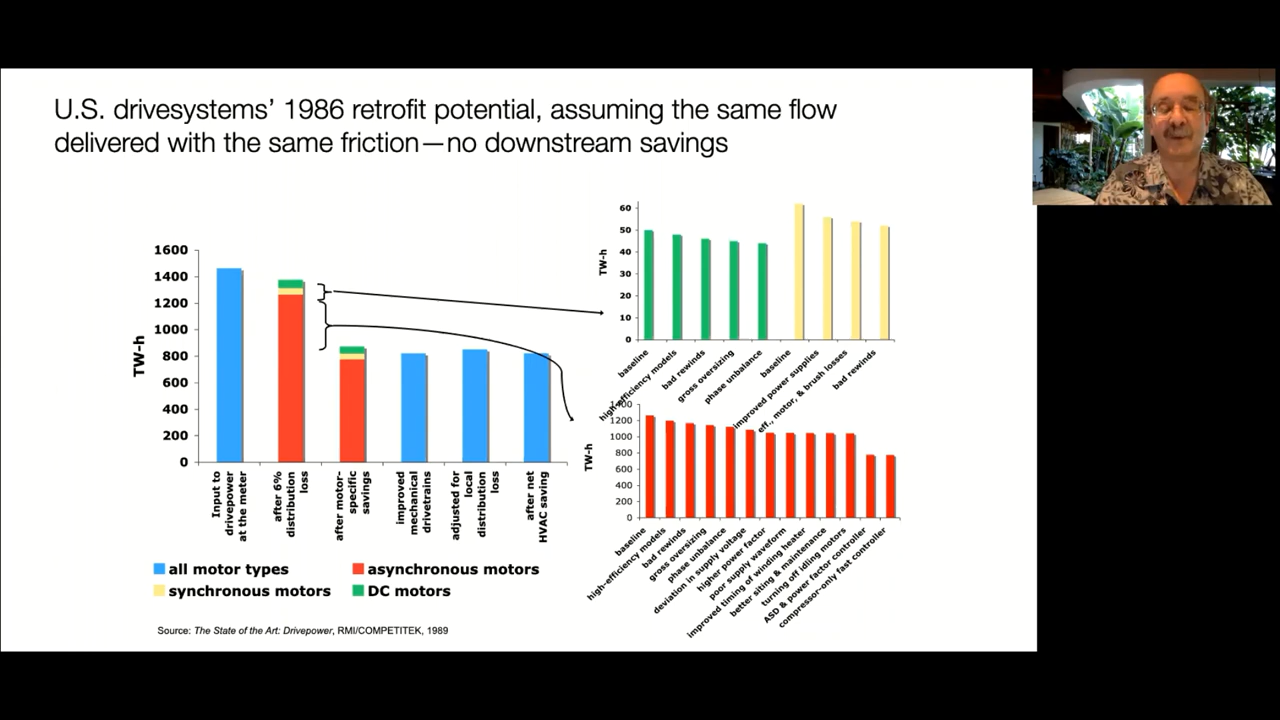 U.S. drivesystems’ 1986 retrofit potential, assuming the same flow
delivered with the same friction—no downstream savings
1600
1400
1200
1000
800
600
400
200
0
TW-h
Input to
drivepower
at the meter
after 6%
distribution
loss
after motor-
specific
savings
improved
mechanical
drivetrains
adjusted for
local
distribution
loss
after net
HVAC saving
all motor types
asynchronous motors
synchronous motors
DC motors
Source: The State of the Art: Drivepower, RMI/COMPETITEK, 1989
60
50
40
30
20
10
0
TW-h
baseline
high-efficiency models
bad rewinds
gross oversizing
phase unbalance
baseline
improved power supplies
eff., motor, & brush losses
bad rewinds
1400
1200
1000
800
600
400
200
0
TW-h
baseline
high-efficiency models
bad rewinds
gross oversizing
phase unbalance
deviation in supply voltage
higher power factor
poor supply waveform
improved timing of winding heater
better siting & maintenance
turning off idling motors
ASD & power factor controller
compressor-only fast controller